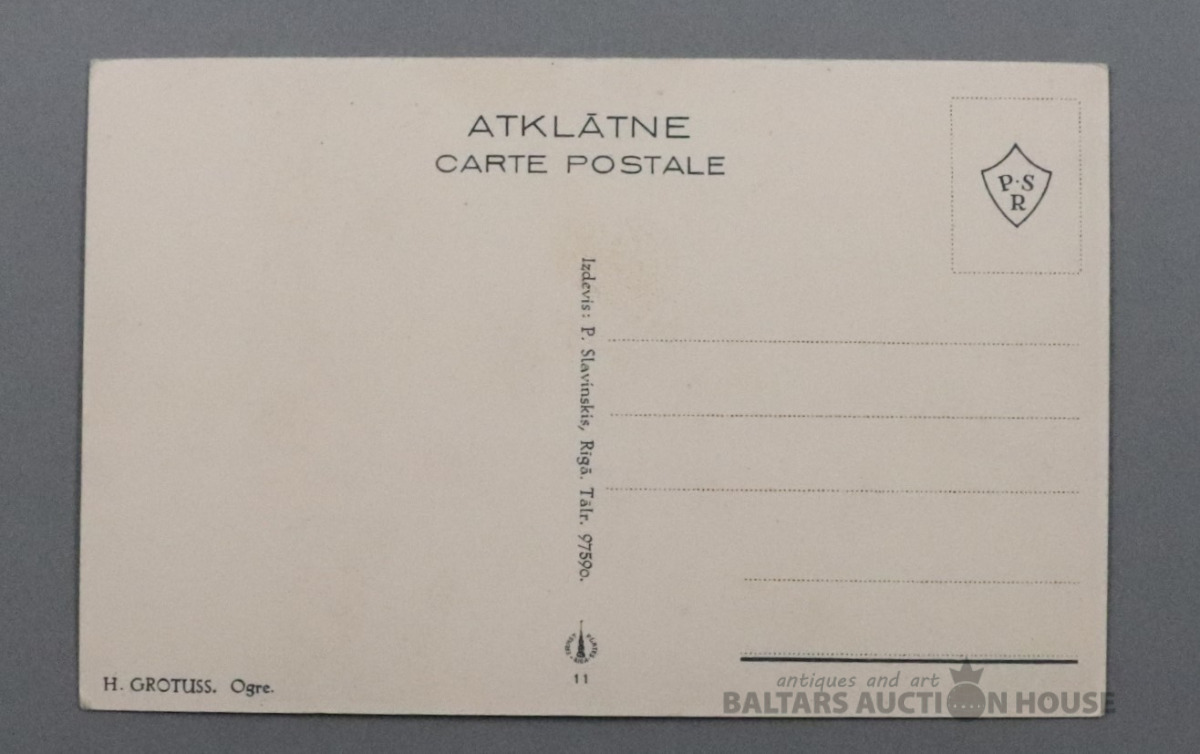 ATKLĀTNE
CARTE POSTALE
P·S
R
Izdevis: P. Slavinskis, Rīgā. Tālr. 97590.
11
H. GROTUSS. Ogre.
antiques and art
BALTARS AUCTION HOUSE